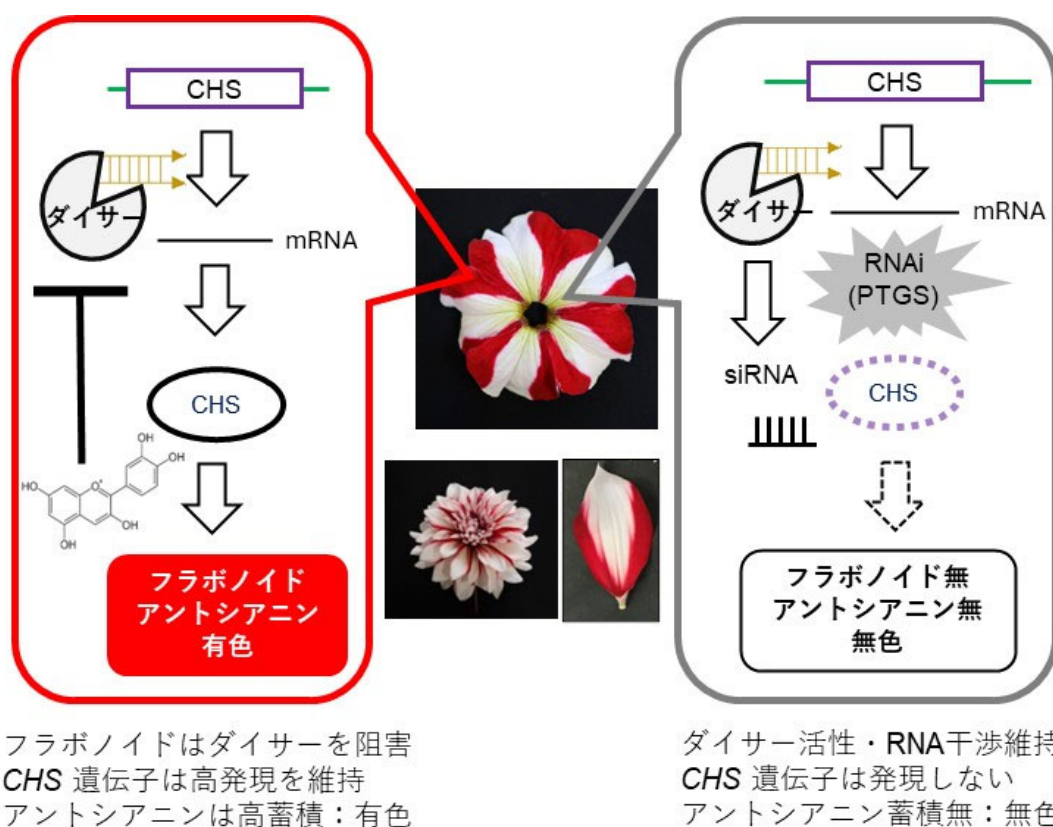 CHS
ダイサー
mRNA
CHS
HO
OH
OH
O+
OH
OH
フラボノイド
アントシアニン
有色
フラボノイドはダイサーを阻害
CHS 遺伝子は高発現を維持
アントシアニンは高蓄積：有色
CHS
ダイサー
mRNA
RNAi
(PTGS)
siRNA
CHS
フラボノイド無
アントシアニン無
無色
ダイサー活性・RNA干渉維持
CHS 遺伝子は発現しない
アントシアニン蓄積無：無色